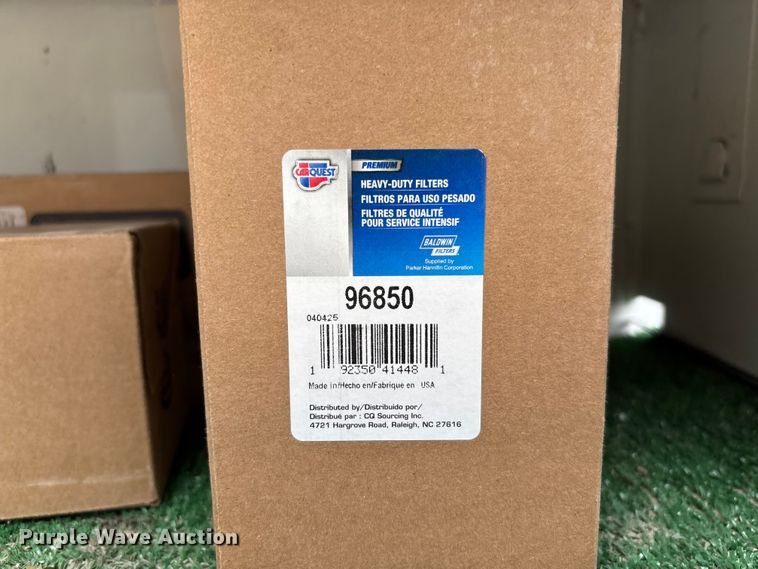 CARQUEST
PREMIUM
HEAVY-DUTY FILTERS
FILTROS PARA USO PESADO
FILTRES DE QUALITÉ
POUR SERVICE INTENSIF
BALDWIN
FILTERS
Supplied by
Parker Hannifin Corporation
96850
040425
1 92350 41448 1
Made in/Hecho en/Fabriqué en USA
Distributed by/Distribuido por/
Distribué par : CQ Sourcing Inc.
4721 Hargrove Road, Raleigh, NC 27616
Purple Wave Auction